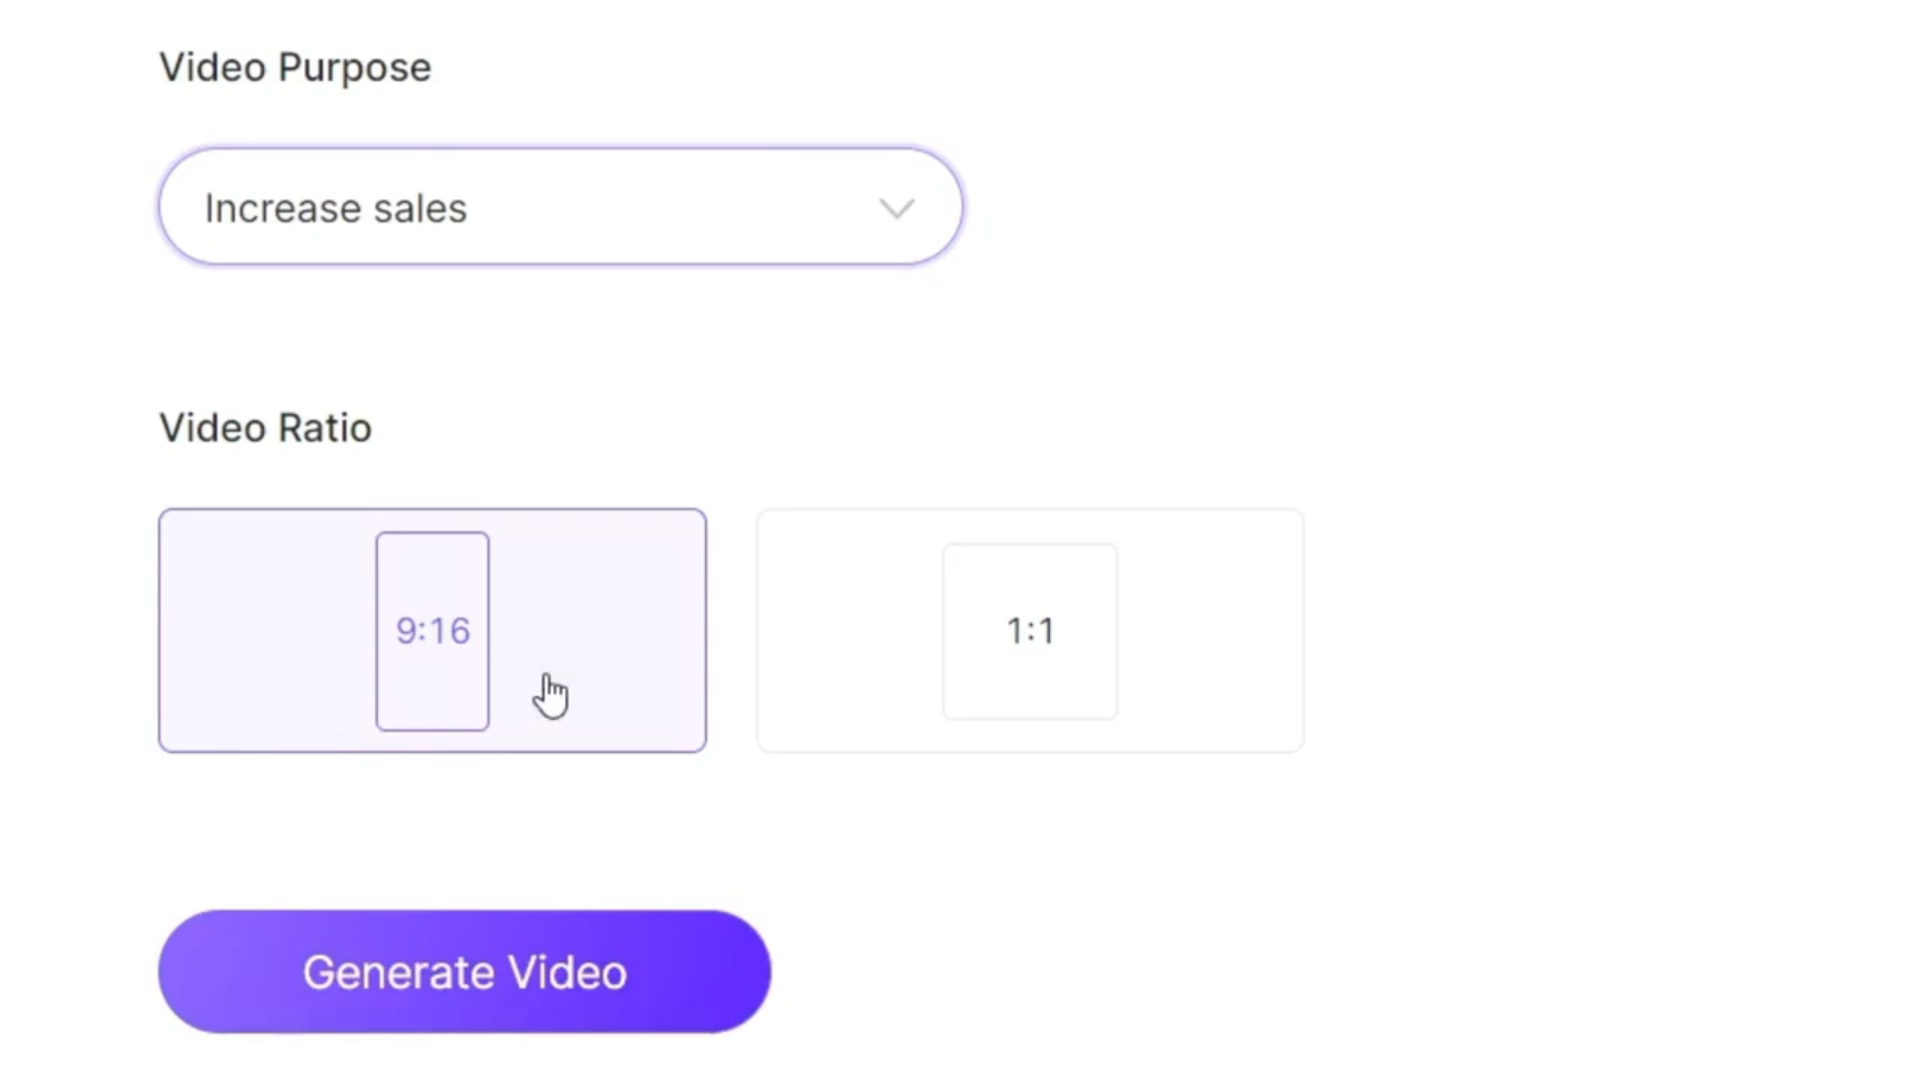 Video Purpose
Increase sales
Video Ratio
9:16
1:1
Generate Video